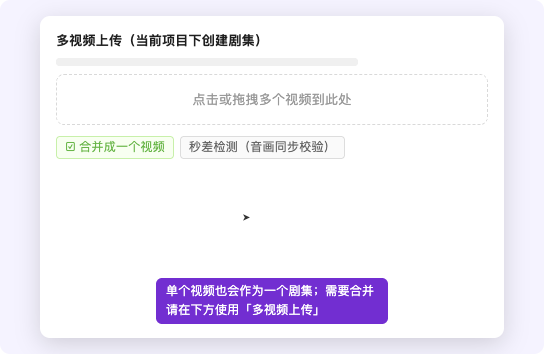 多视频上传（当前项目下创建剧集）
点击或拖拽多个视频到此处
合并成一个视频
秒差检测（音画同步校验）
单个视频也会作为一个剧集；需要合并
请在下方使用「多视频上传」